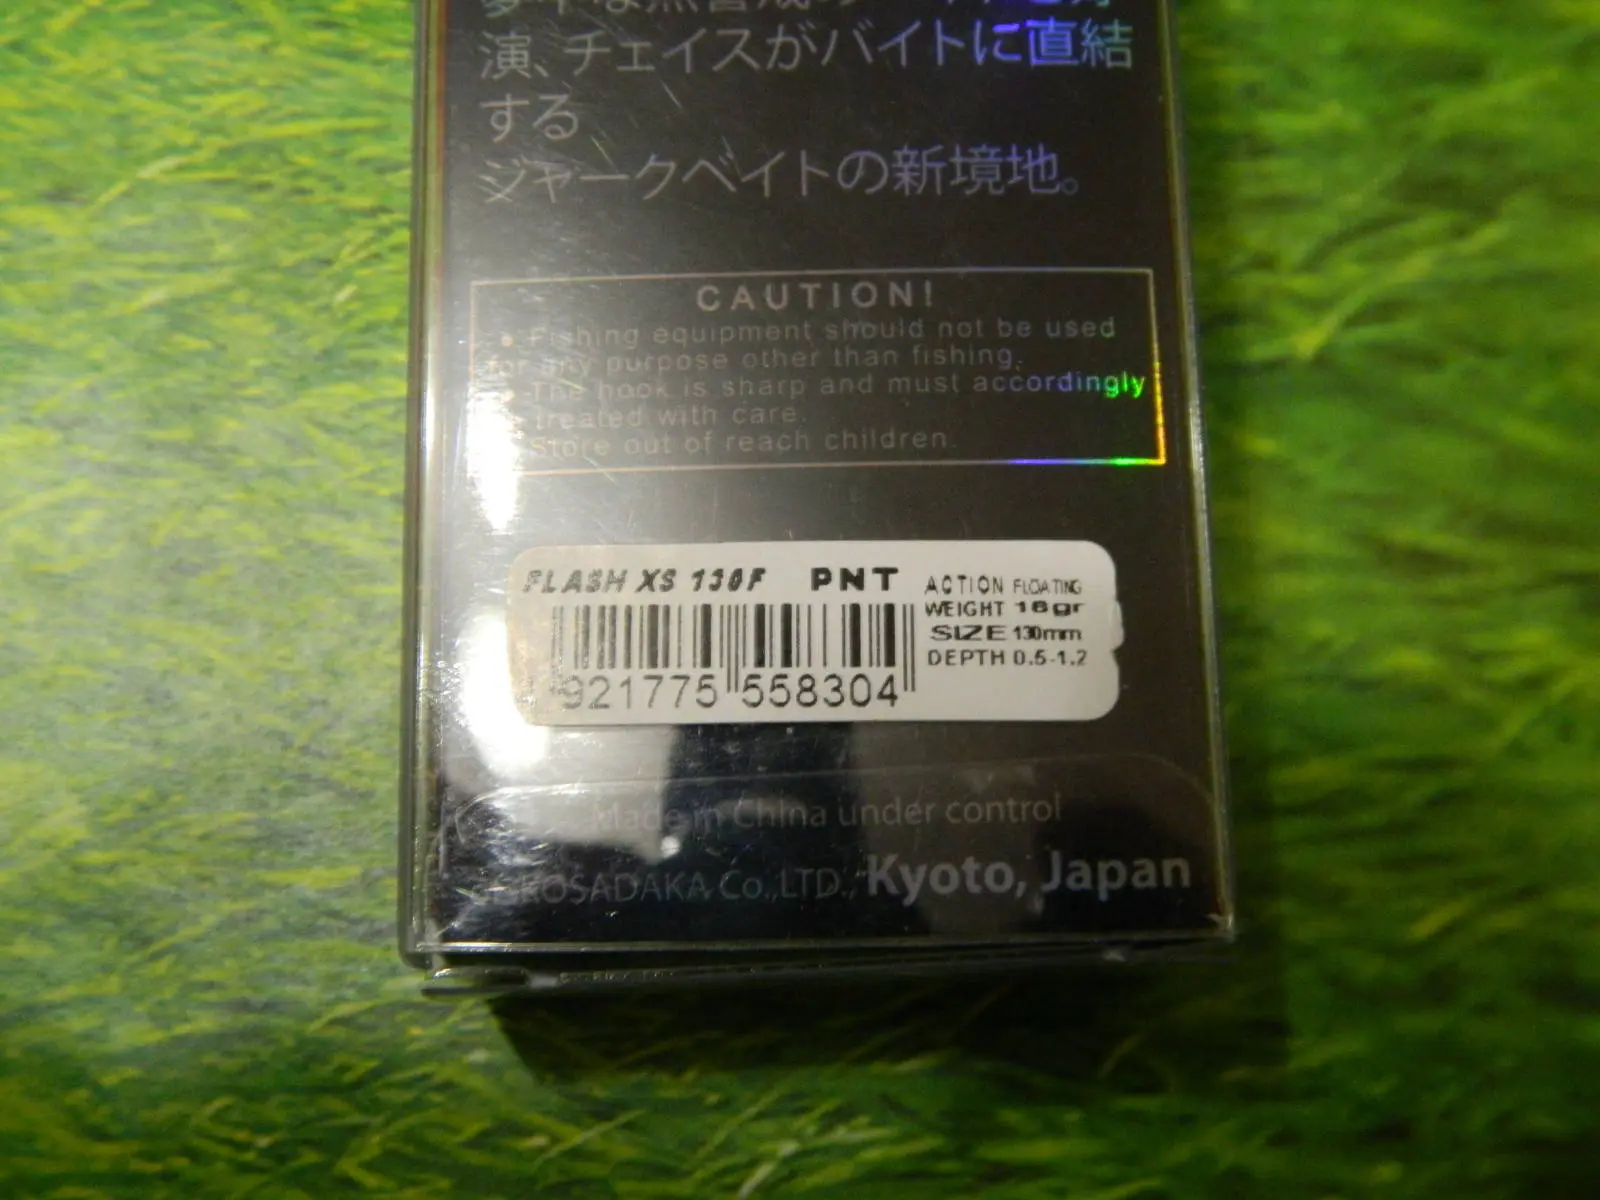 演、チェイスがバイトに直結
する
ジャークベイトの新境地。
CAUTION!
• Fishing equipment should not be used
for any purpose other than fishing.
The hook is sharp and must accordingly
treated with care.
Store out of reach children.
FLASH XS 130F PNT
ACTION FLOATING
WEIGHT 16gr
SIZE 130mm
DEPTH 0.5-1.2
921775 558304
Made in China under control
Co.,LTD., Kyoto, Japan